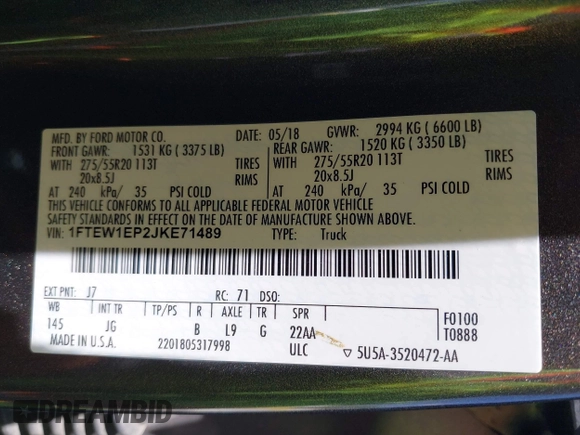 MFD. BY FORD MOTOR CO.
DATE: 05/18 GVWR: 2994 KG ( 6600 LB)
FRONT GAWR: 1531 KG ( 3375 LB) REAR GAWR: 1520 KG ( 3350 LB)
WITH 275/55R20 113T TIRES WITH 275/55R20 113T TIRES
20x8.5J RIMS 20x8.5J RIMS
AT 240 kPa/ 35 PSI COLD AT 240 kPa/ 35 PSI COLD
THIS VEHICLE CONFORMS TO ALL APPLICABLE FEDERAL MOTOR VEHICLE
SAFETY STANDARDS IN EFFECT ON THE DATE OF MANUFACTURE SHOWN ABOVE.
VIN: 1FTEW1EP2JKE71489 TYPE: Truck
EXT PNT: J7 RC: 71 DSO:
WB INT TR TP/PS R AXLE TR SPR F0100
145 JG B L9 G 22AA T0888
MADE IN U.S.A. 2201805317998 ULC 5U5A-3520472-AA
DREAMBID